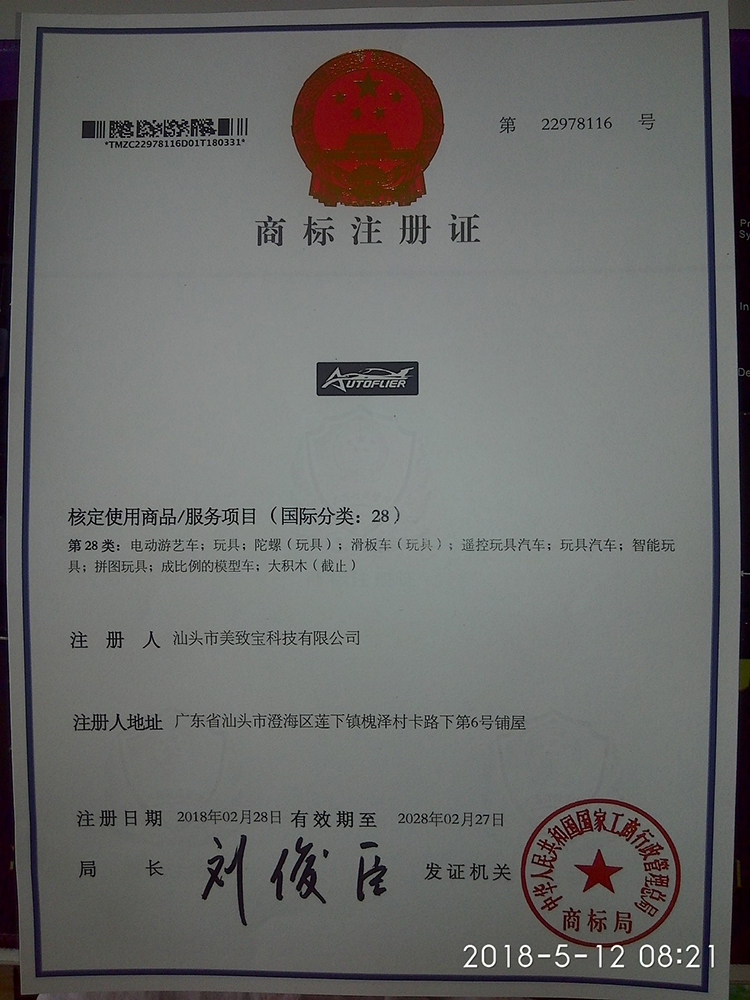 *TMZC22978116D01T180331*
第 22978116 号
商标注册证
AUTOFLIER
核定使用商品/服务项目（国际分类：28）
第28类：电动游艺车；玩具；陀螺（玩具）；滑板车（玩具）；遥控玩具汽车；玩具汽车；智能玩
具；拼图玩具；成比例的模型车；大积木（截止）
注册人 汕头市美致宝科技有限公司
注册人地址 广东省汕头市澄海区莲下镇槐泽村卡路下第6号铺屋
注册日期 2018年02月28日 有效期至 2028年02月27日
局长 刘俊臣 发证机关
中华人民共和国国家工商行政管理总局
商标局
2018-5-12 08:21